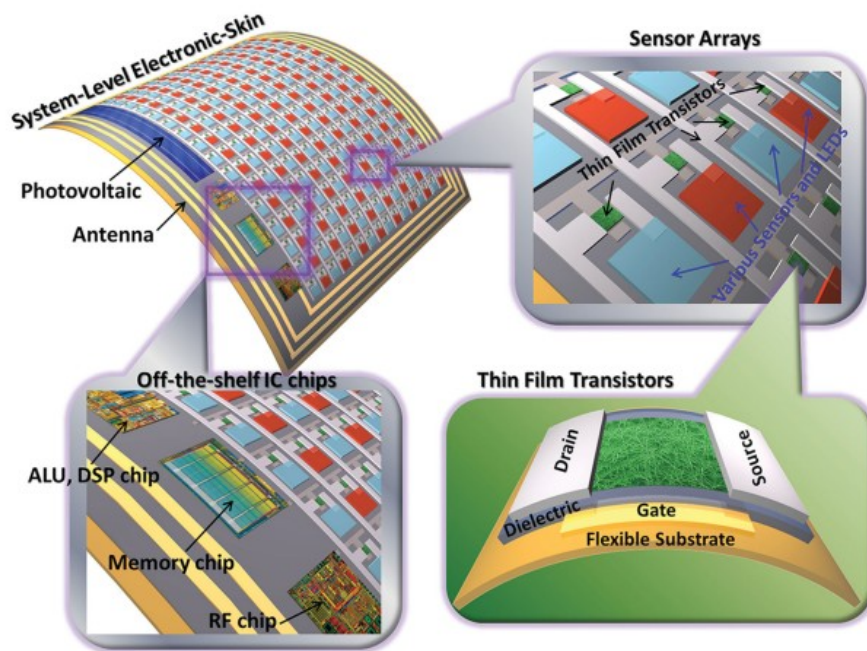 System-Level Electronic-Skin
Photovoltaic
Antenna
Sensor Arrays
Thin Film Transistors
Various Sensors and LEDs
Off-the-shelf IC chips
ALU, DSP chip
Memory chip
RF chip
Thin Film Transistors
Drain
Source
Dielectric
Gate
Flexible Substrate